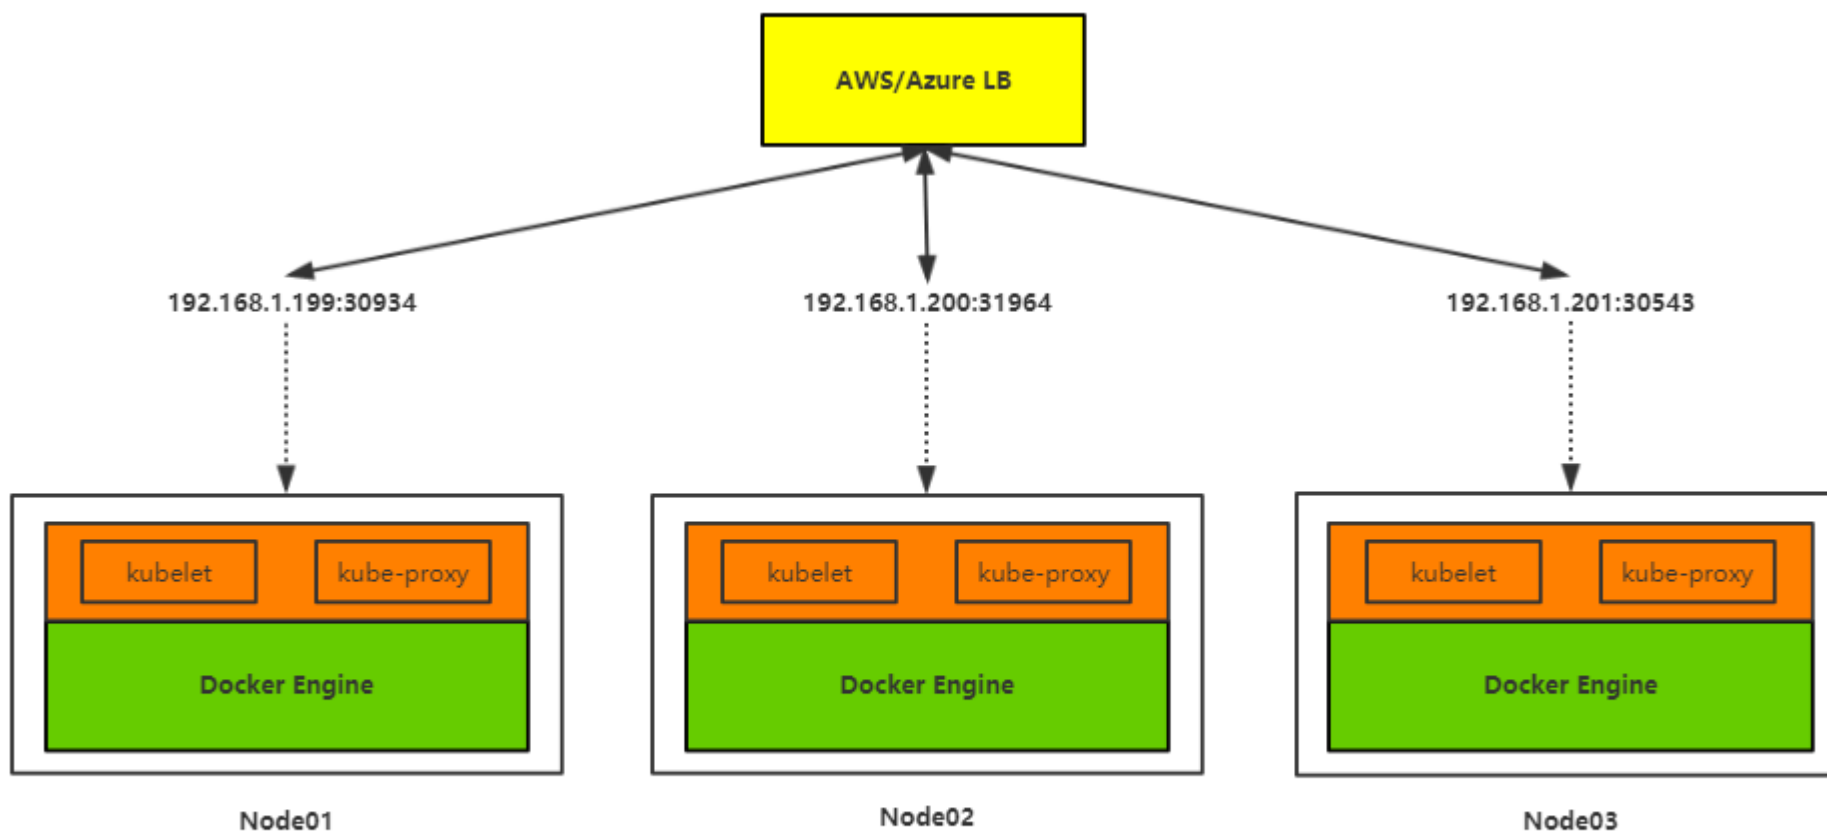 AWS/Azure LB
192.168.1.199:30934
192.168.1.200:31964
192.168.1.201:30543
kubelet
kube-proxy
kubelet
kube-proxy
kubelet
kube-proxy
Docker Engine
Docker Engine
Docker Engine
Node01
Node02
Node03